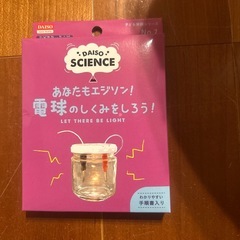 DAISO
DAISO
SCIENCE
あなたもエジソン！
電球のしくみをしろう！
LET THERE BE LIGHT
わかりやすい
手順書入り